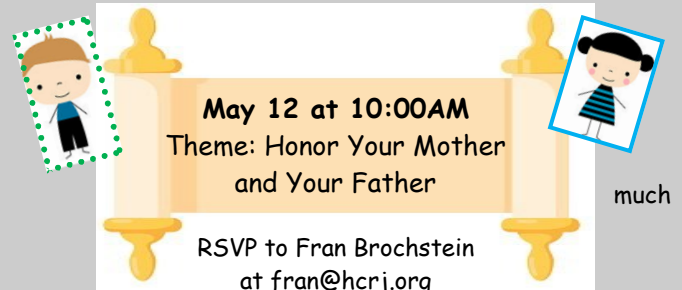 May 12 at 10:00AM
Theme: Honor Your Mother
and Your Father
much
RSVP to Fran Brochstein
at fran@hcrj.org